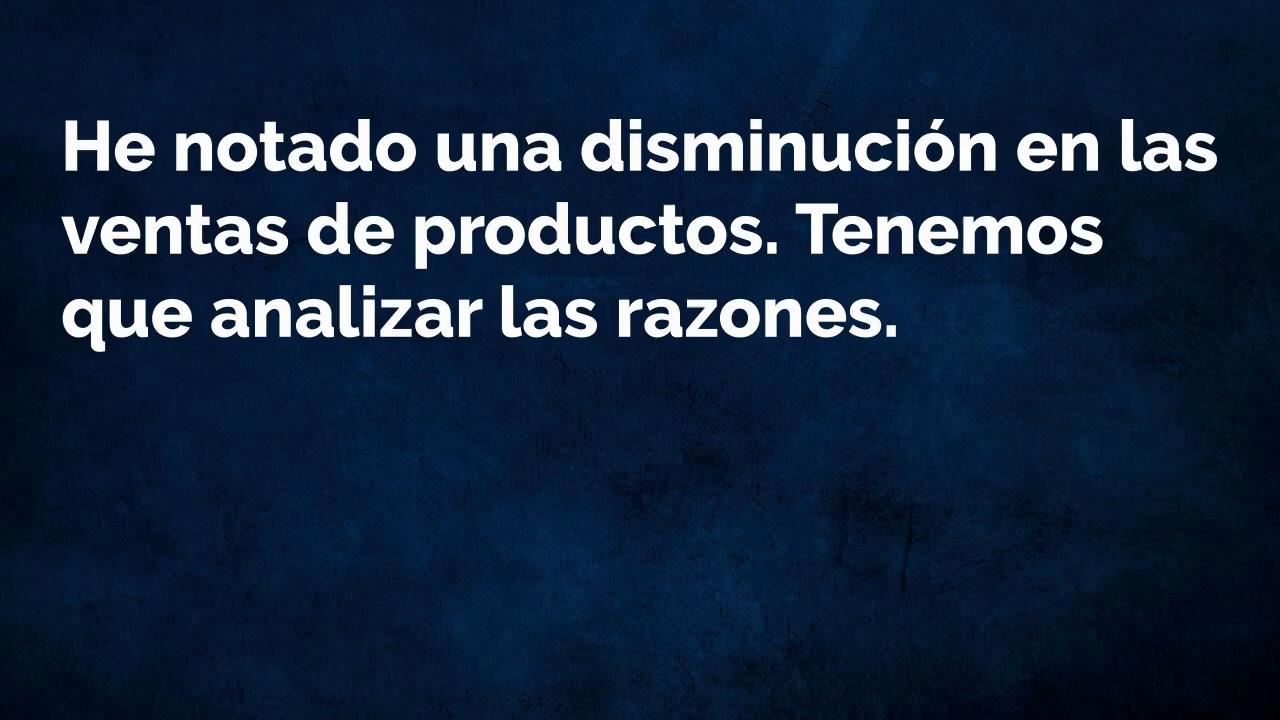 He notado una disminución en las
ventas de productos. Tenemos
que analizar las razones.